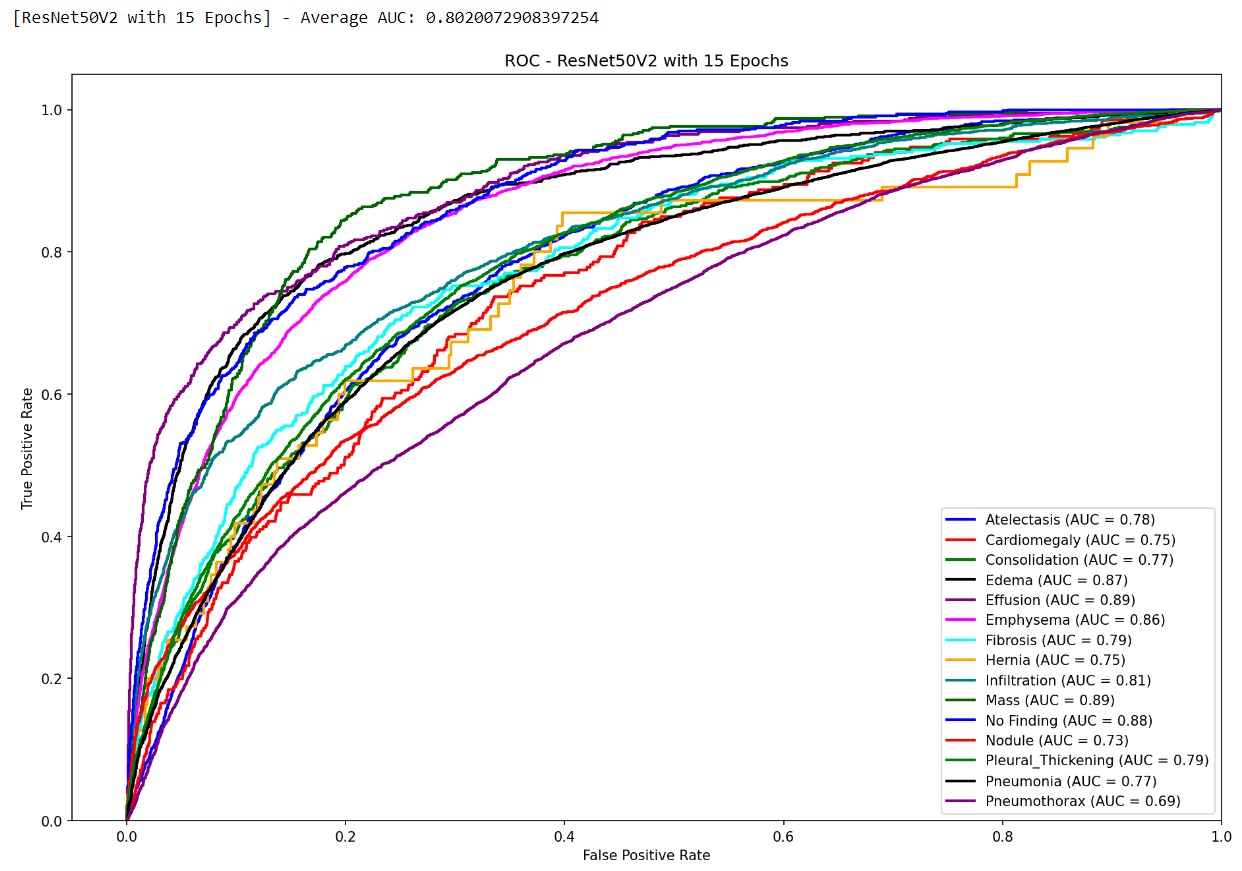 [ResNet50V2 with 15 Epochs] - Average AUC: 0.8020072908397254
ROC - ResNet50V2 with 15 Epochs
1.0
0.8
0.6
0.4
0.2
0.0
True Positive Rate
Atelectasis (AUC = 0.78)
Cardiomegaly (AUC = 0.75)
Consolidation (AUC = 0.77)
Edema (AUC = 0.87)
Effusion (AUC = 0.89)
Emphysema (AUC = 0.86)
Fibrosis (AUC = 0.79)
Hernia (AUC = 0.75)
Infiltration (AUC = 0.81)
Mass (AUC = 0.89)
No Finding (AUC = 0.88)
Nodule (AUC = 0.73)
Pleural_Thickening (AUC = 0.79)
Pneumonia (AUC = 0.77)
Pneumothorax (AUC = 0.69)
0.0 0.2 0.4 0.6 0.8 1.0
False Positive Rate